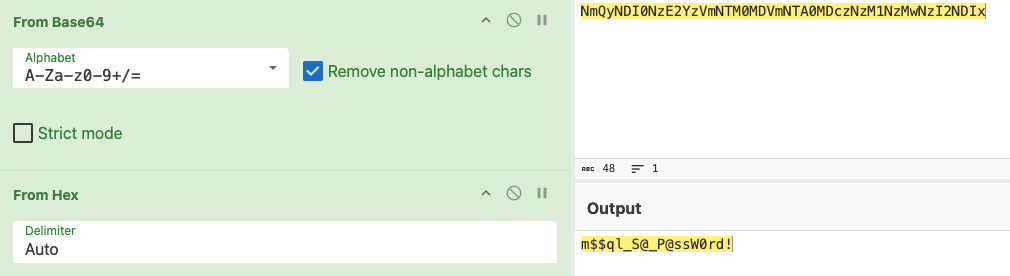 From Base64
Alphabet
A-Za-z0-9+/=
Remove non-alphabet chars
Strict mode
From Hex
Delimiter
Auto
NmQyNDI0NzE2YzVmNTM0MDVmNTA0MDczNzM1NzMwNzI2NDIx
ABC 48 1
Output
m$$ql_S@_P@ssW0rd!